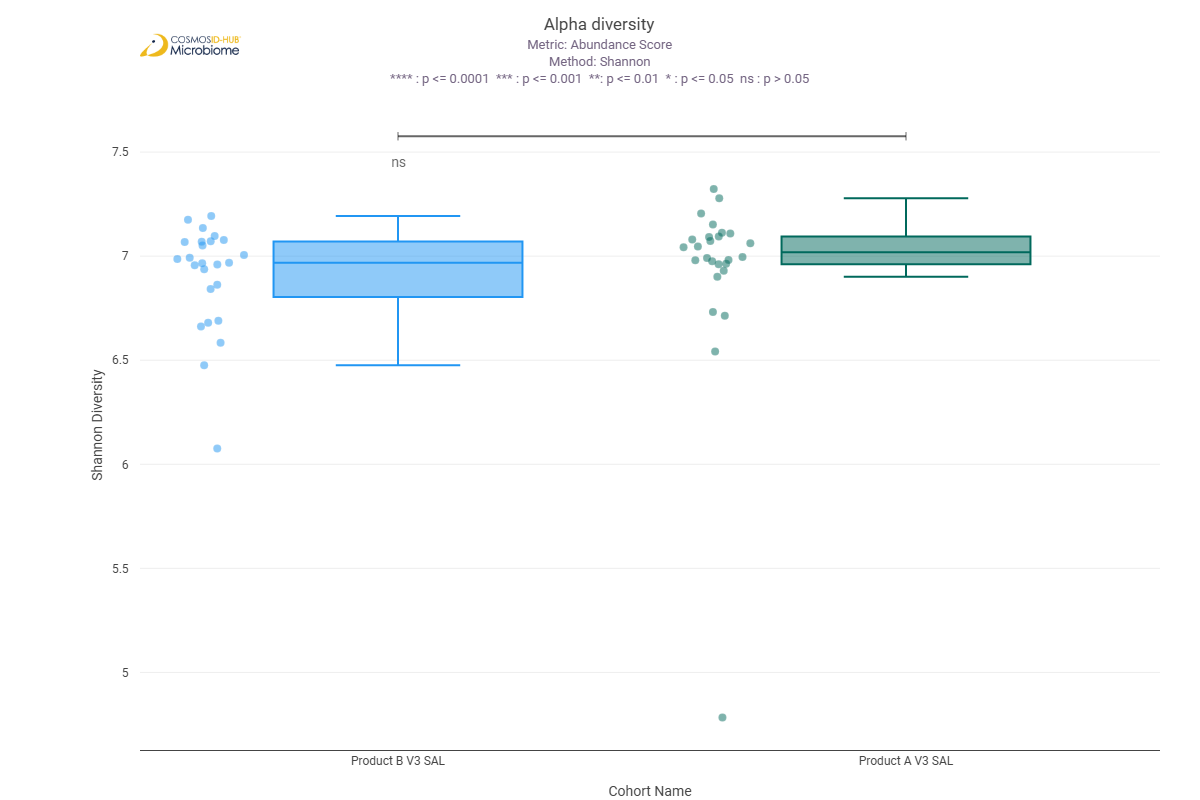 COSMOSID-HUB
Microbiome
Alpha diversity
Metric: Abundance Score
Method: Shannon
**** : p <= 0.0001 *** : p <= 0.001 **: p <= 0.01 * : p <= 0.05 ns : p > 0.05
7.5
ns
7
6.5
6
5.5
5
Shannon Diversity
Product B V3 SAL
Product A V3 SAL
Cohort Name